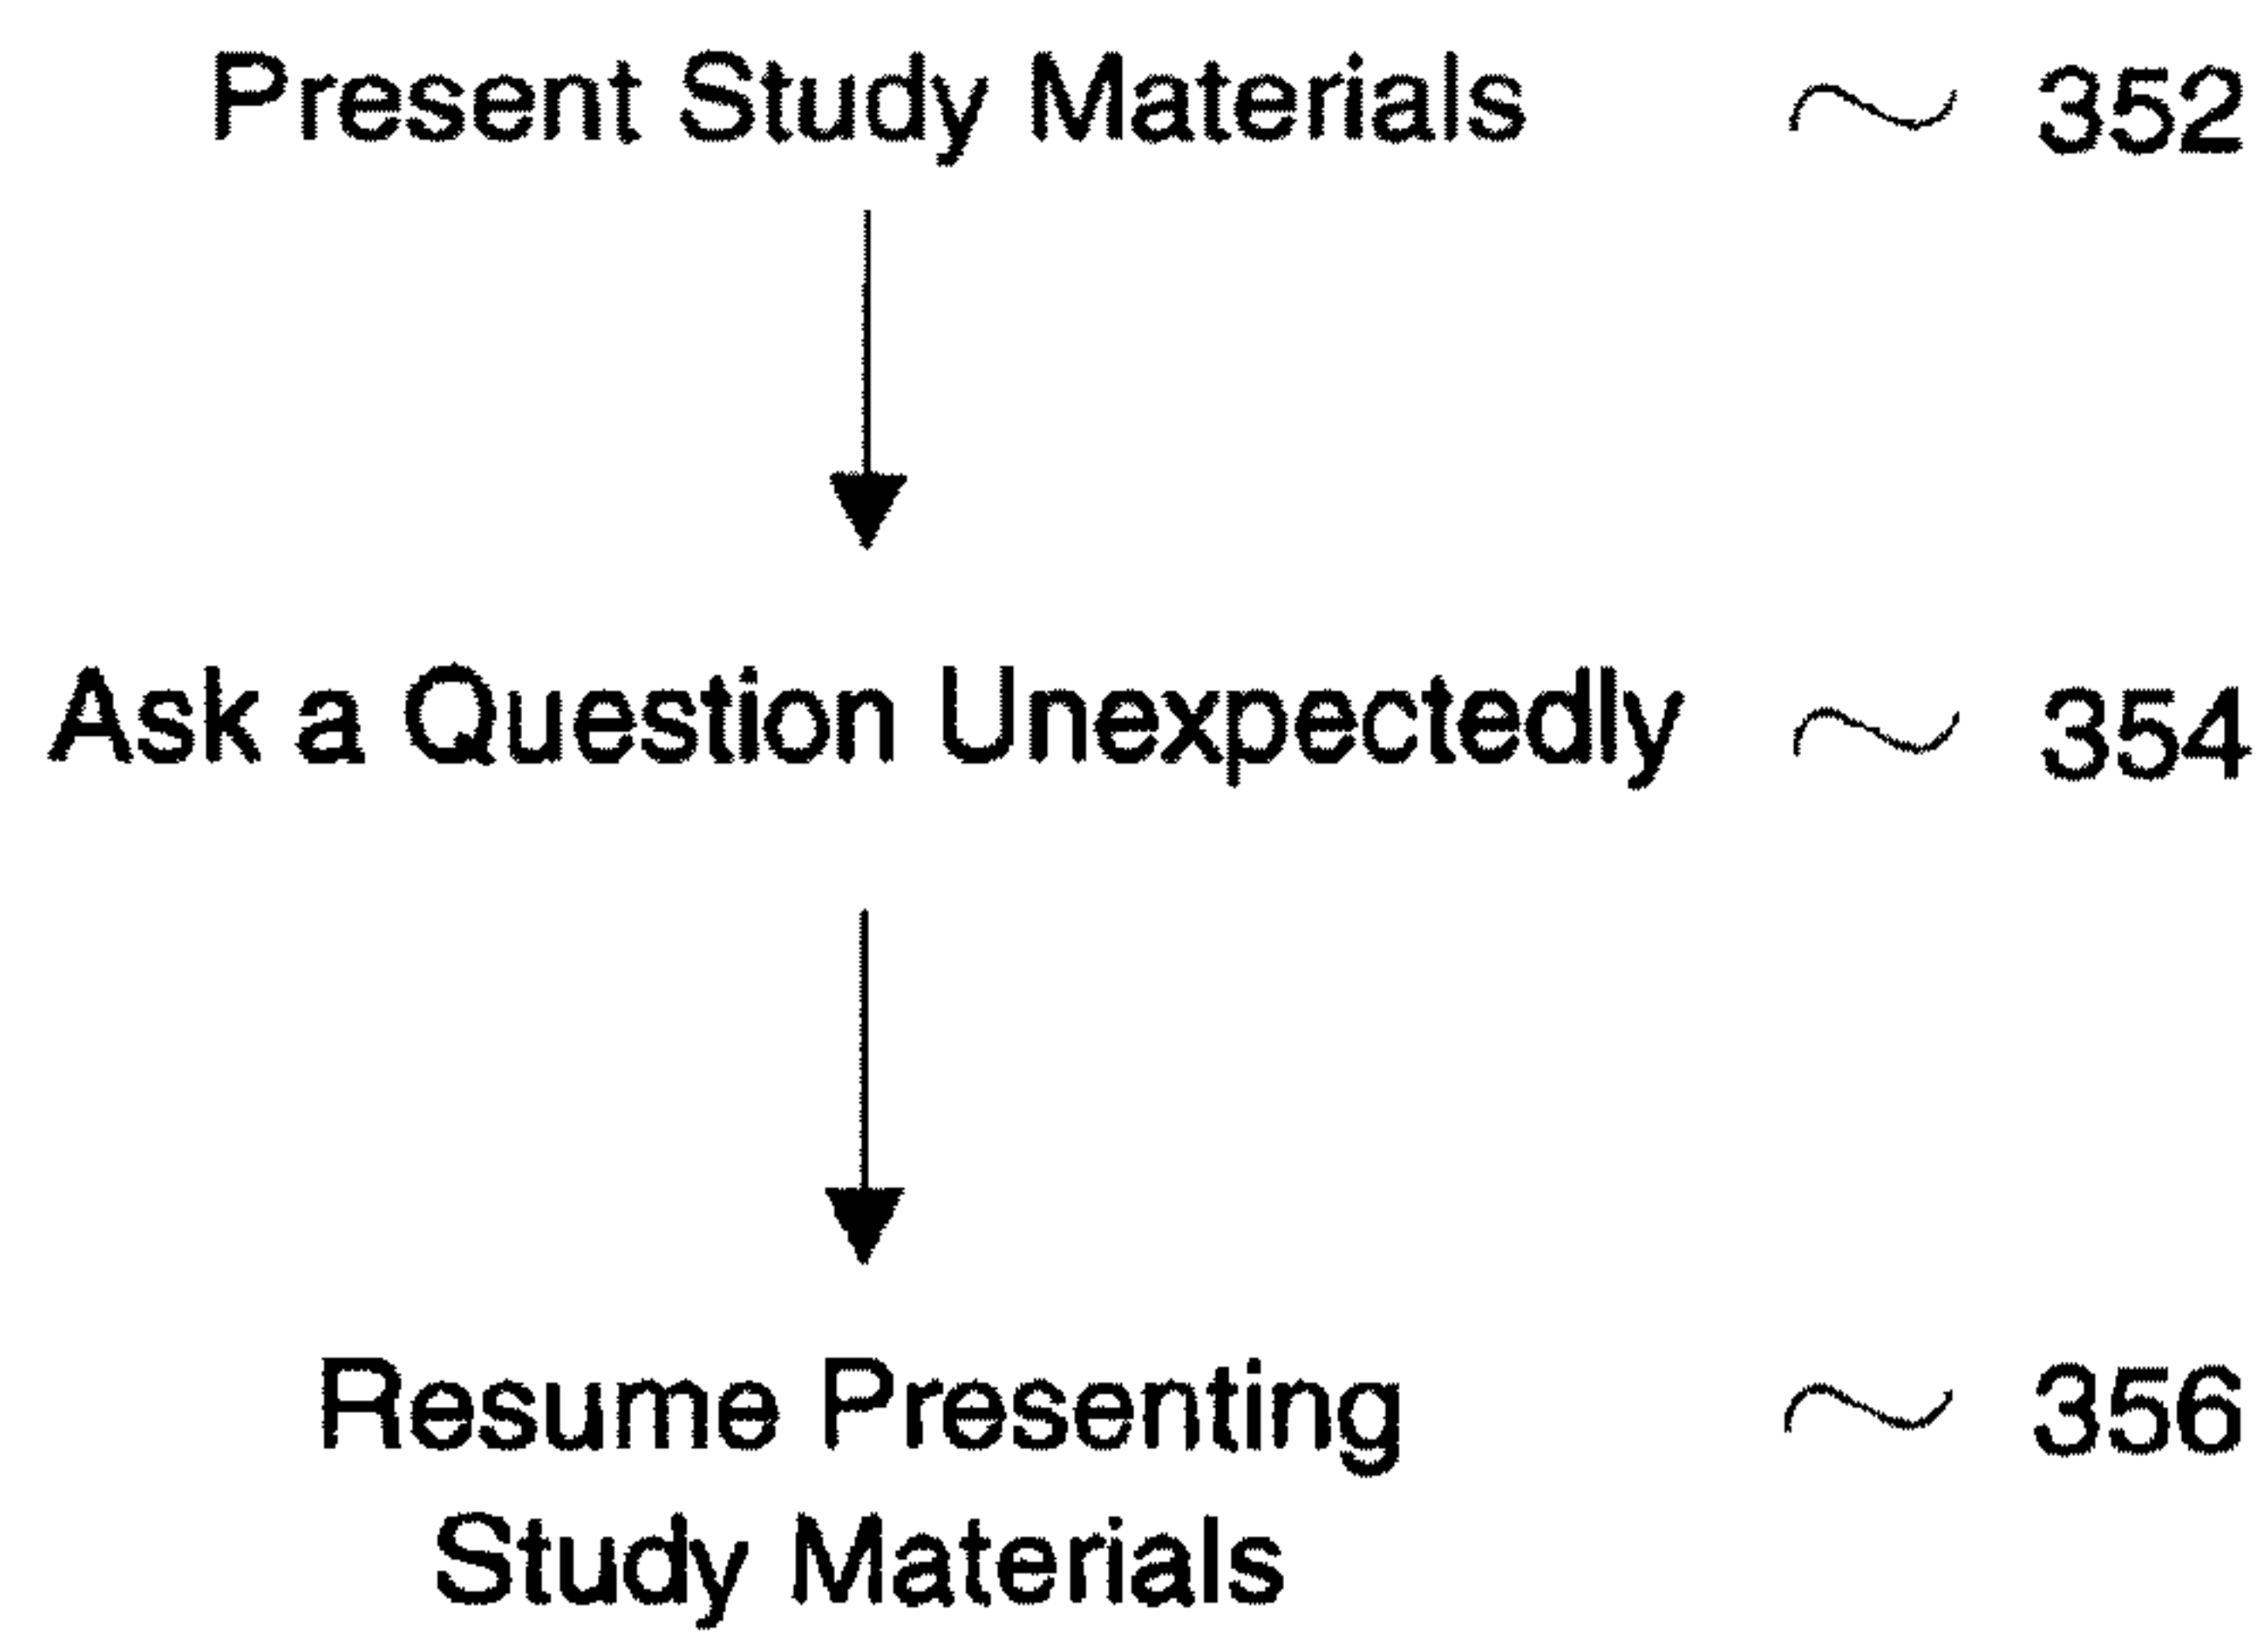 Present Study Materials ~ 352
Ask a Question Unexpectedly ~ 354
Resume Presenting ~ 356
Study Materials